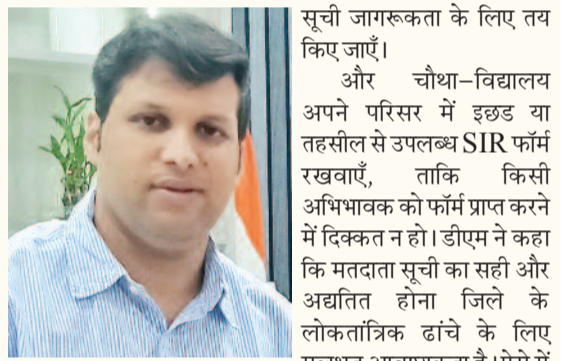 सूची जागरूकता के लिए तय
किए जाएँ।
और चौथा–विद्यालय
अपने परिसर में इछड या
तहसील से उपलब्ध SIR फॉर्म
रखवाएँ, ताकि किसी
अभिभावक को फॉर्म प्राप्त करने
में दिक्कत न हो। डीएम ने कहा
कि मतदाता सूची का सही और
अद्यतित होना जिले के
लोकतांत्रिक ढांचे के लिए